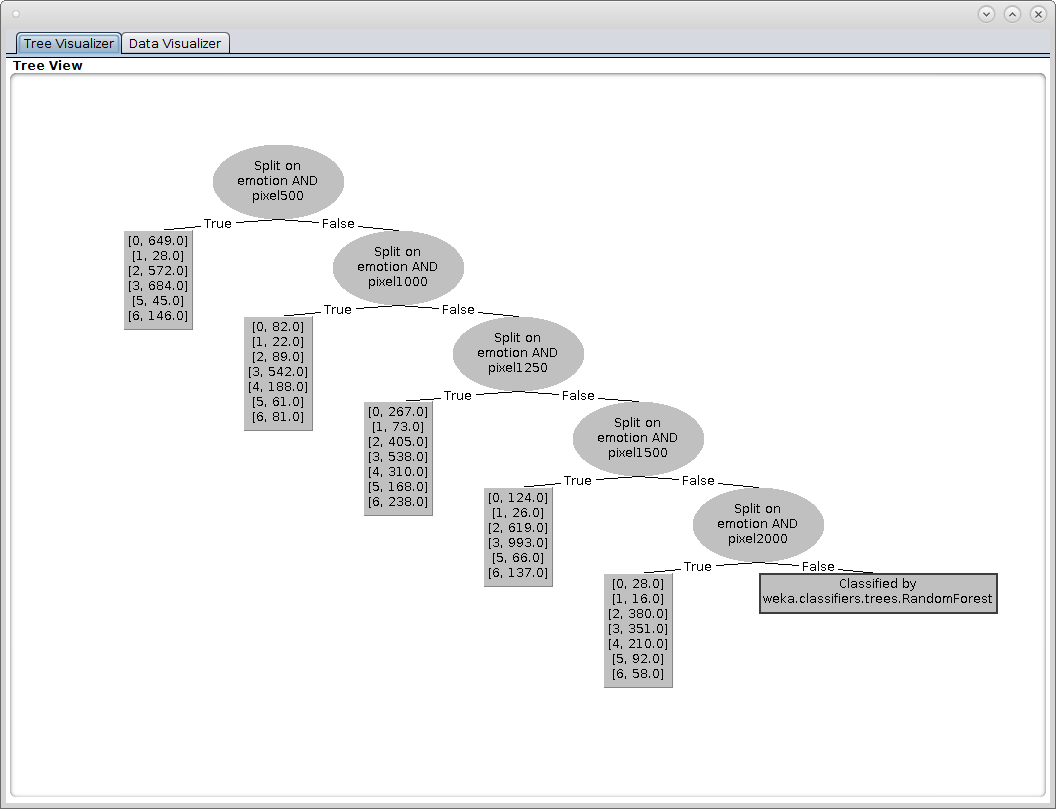 Tree Visualizer
Data Visualizer
Tree View
Split on
emotion AND
pixel500
True
False
[0, 649.0]
[1, 28.0]
[2, 572.0]
[3, 684.0]
[5, 45.0]
[6, 146.0]
Split on
emotion AND
pixel1000
True
False
[0, 82.0]
[1, 22.0]
[2, 89.0]
[3, 542.0]
[4, 188.0]
[5, 61.0]
[6, 81.0]
Split on
emotion AND
pixel1250
True
False
[0, 267.0]
[1, 73.0]
[2, 405.0]
[3, 538.0]
[4, 310.0]
[5, 168.0]
[6, 238.0]
Split on
emotion AND
pixel1500
True
False
[0, 124.0]
[1, 26.0]
[2, 619.0]
[3, 993.0]
[5, 66.0]
[6, 137.0]
Split on
emotion AND
pixel2000
True
False
[0, 28.0]
[1, 16.0]
[2, 380.0]
[3, 351.0]
[4, 210.0]
[5, 92.0]
[6, 58.0]
Classified by
weka.classifiers.trees.RandomForest